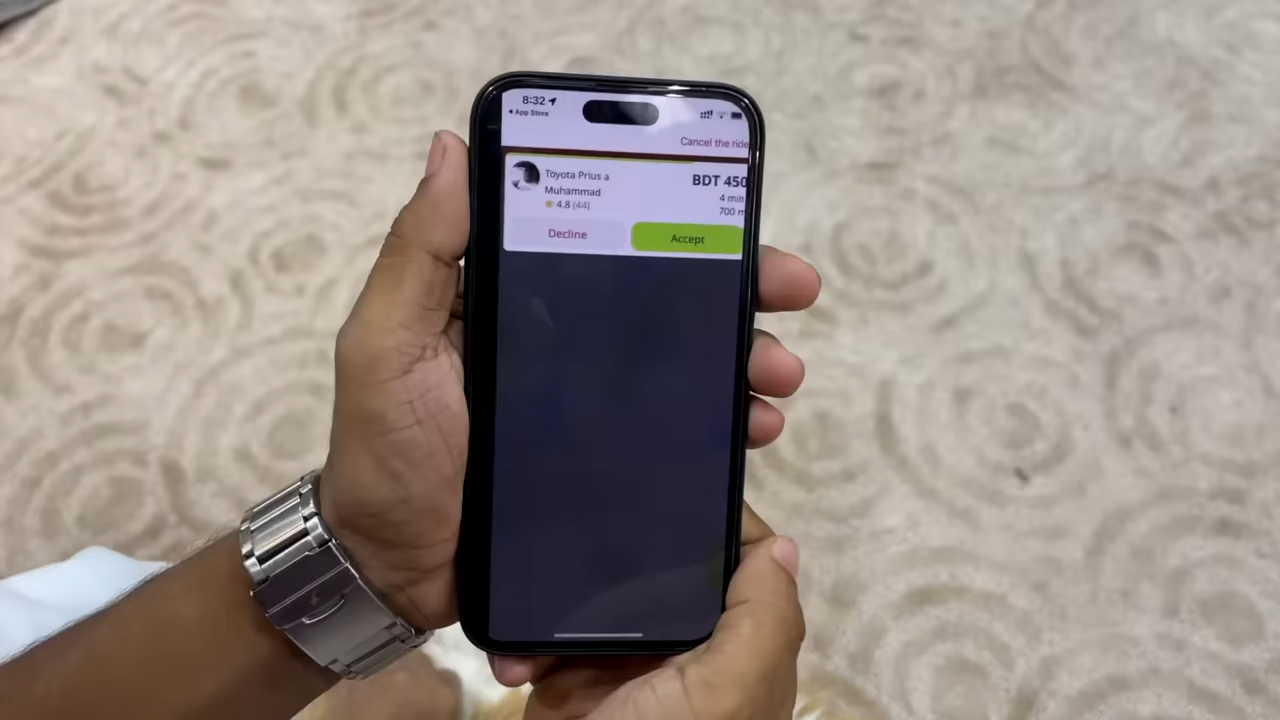 8:32
◀ App Store
Cancel the ride
Toyota Prius a
Muhammad
BDT 450
4.8 (44)
4 min
700 m
Decline
Accept